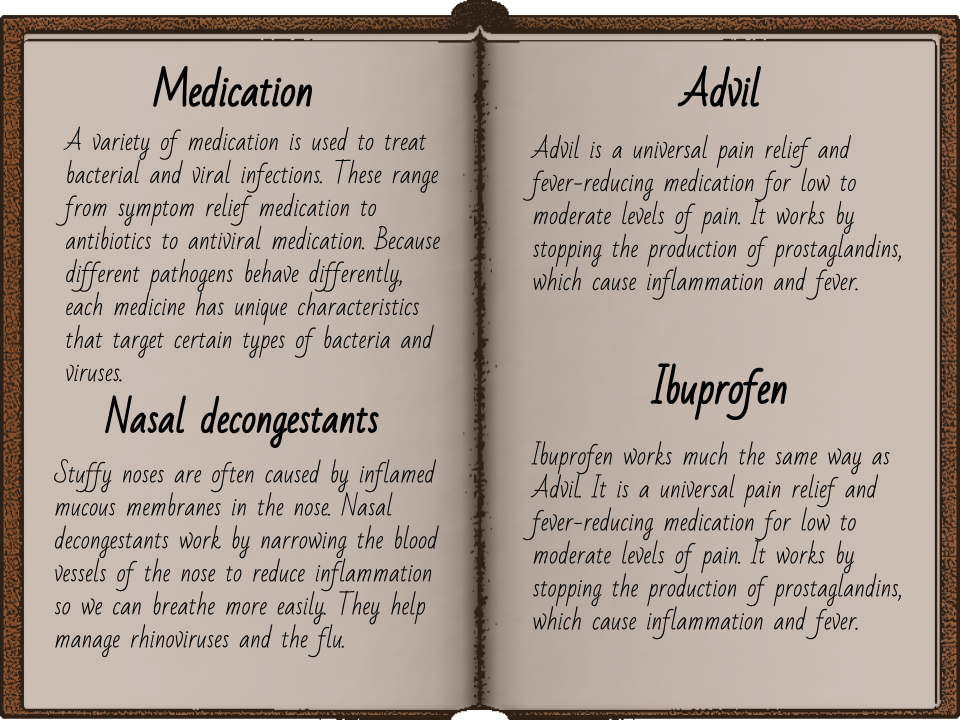 Medication
A variety of medication is used to treat
bacterial and viral infections. These range
from symptom relief medication to
antibiotics to antiviral medication. Because
different pathogens behave differently,
each medicine has unique characteristics
that target certain types of bacteria and
viruses.
Nasal decongestants
Stuffy noses are often caused by inflamed
mucous membranes in the nose. Nasal
decongestants work by narrowing the blood
vessels of the nose to reduce inflammation
so we can breathe more easily. They help
manage rhinoviruses and the flu.
Advil
Advil is a universal pain relief and
fever-reducing medication for low to
moderate levels of pain. It works by
stopping the production of prostaglandins,
which cause inflammation and fever.
Ibuprofen
Ibuprofen works much the same way as
Advil. It is a universal pain relief and
fever-reducing medication for low to
moderate levels of pain. It works by
stopping the production of prostaglandins,
which cause inflammation and fever.